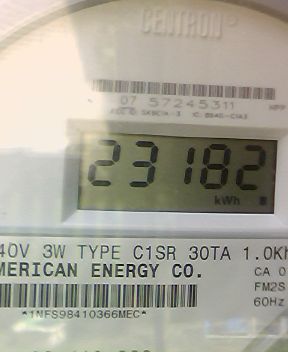 CENTRON®
07 57245311
23182
kWh
40V 3W TYPE C1SR 30TA 1.0Kh
MERICAN ENERGY CO.
CA 0
FM2S
60Hz
*1NFS98410366MEC*